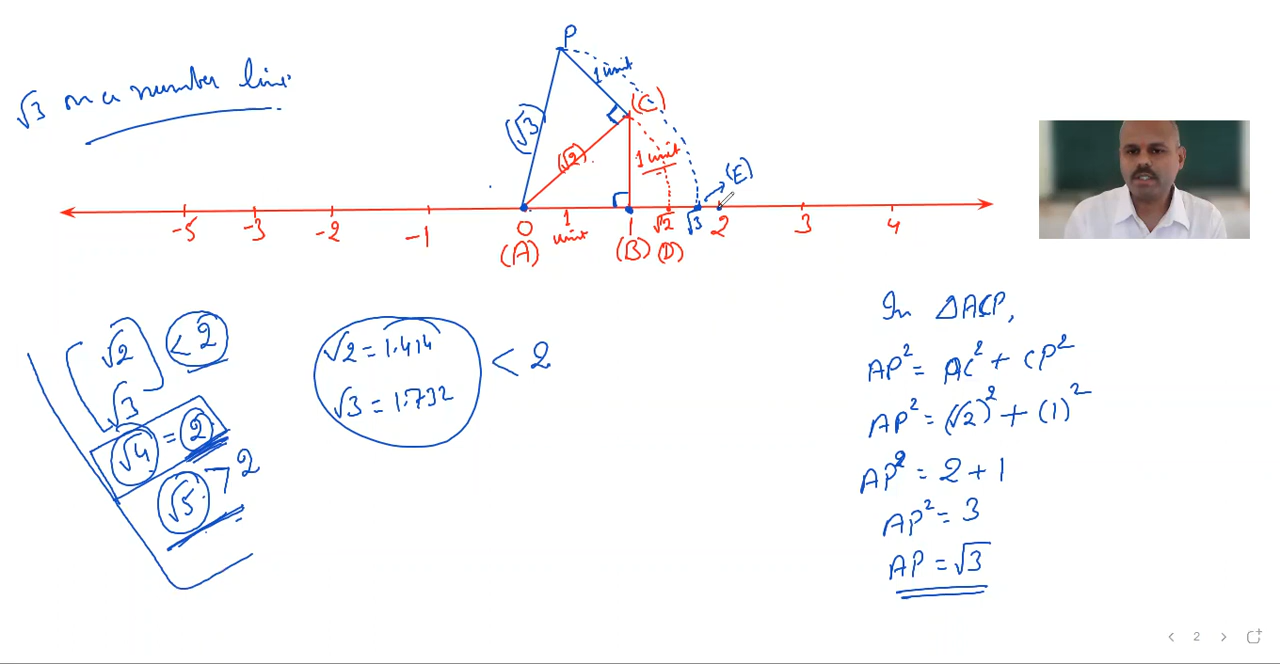 √3 on a number line
P
1 unit
(C)
(√3)
(√2)
1 unit
(E)
-5 -3 -2 -1 0 1 unit 1 √2 √3 2 3 4
(A) (B) (D)
√2 < 2
√3
√4 = 2
√5 > 2
√2 = 1.414
√3 = 1.732
< 2
In ΔACP,
AP² = AC² + CP²
AP² = (√2)² + (1)²
AP² = 2 + 1
AP² = 3
AP = √3
< 2 >